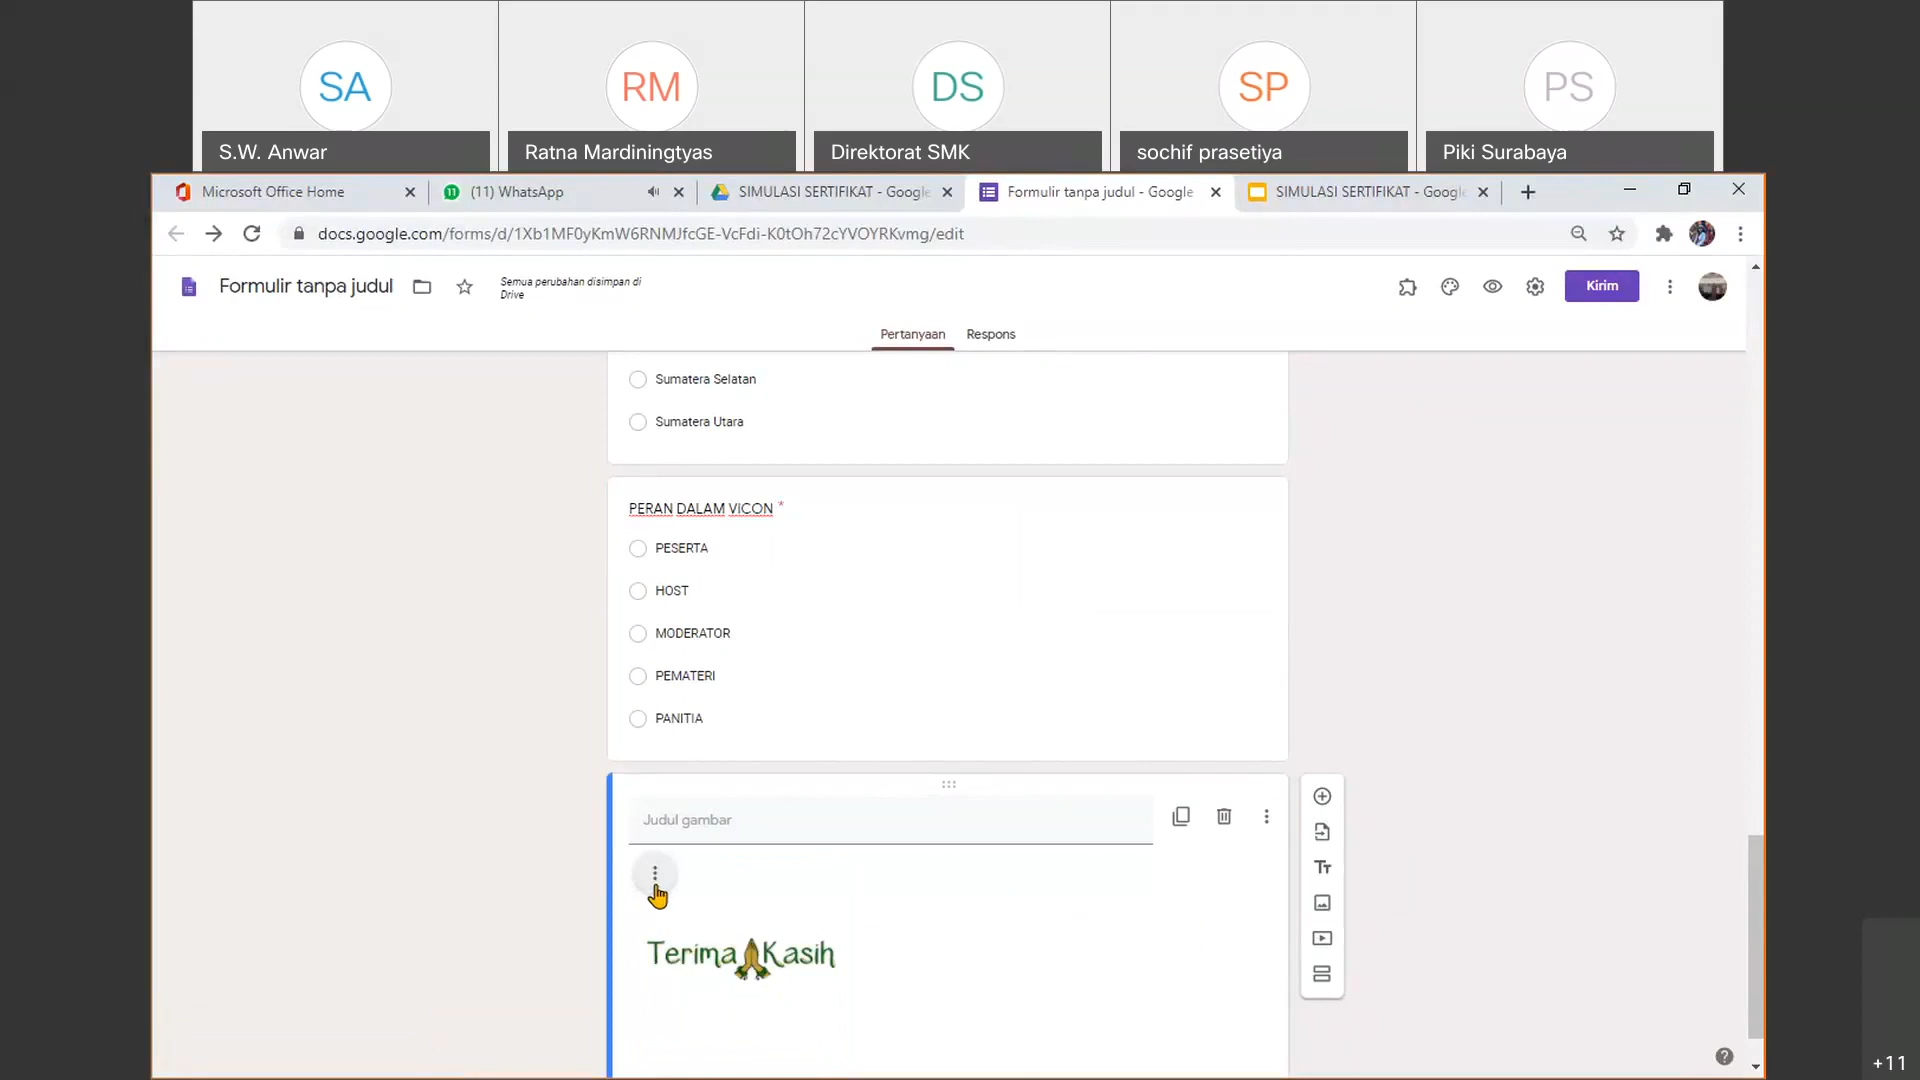 SA
RM
DS
SP
PS
S.W. Anwar
Ratna Mardiningtyas
Direktorat SMK
sochif prasetiya
Piki Surabaya
Microsoft Office Home
11
(11) WhatsApp
SIMULASI SERTIFIKAT - Google
Formulir tanpa judul - Google
SIMULASI SERTIFIKAT - Google
docs.google.com/forms/d/1Xb1MF0yKmW6RNMJfcGE-VcFdi-K0tOh72cYVOYRKvmg/edit
Formulir tanpa judul
Semua perubahan disimpan di
Drive
Kirim
Pertanyaan
Respons
Sumatera Selatan
Sumatera Utara
PERAN DALAM VICON *
PESERTA
HOST
MODERATOR
PEMATERI
PANITIA
Judul gambar
Tт
Terima Kasih
+11